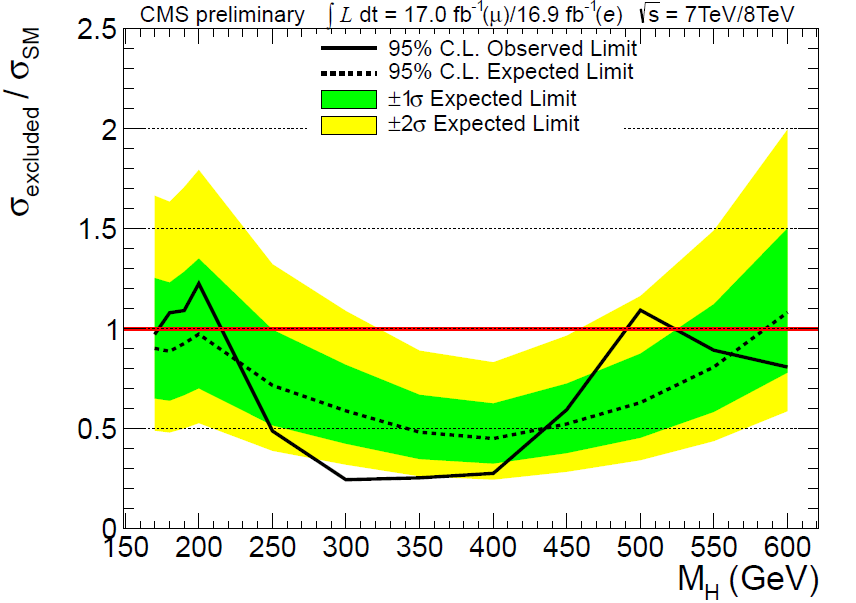 CMS preliminary ∫ L dt = 17.0 fb⁻¹(μ)/16.9 fb⁻¹(e) √s = 7TeV/8TeV
σexcluded / σSM
2.5
2
1.5
1
0.5
0
95% C.L. Observed Limit
95% C.L. Expected Limit
±1σ Expected Limit
±2σ Expected Limit
150 200 250 300 350 400 450 500 550 600
MH (GeV)